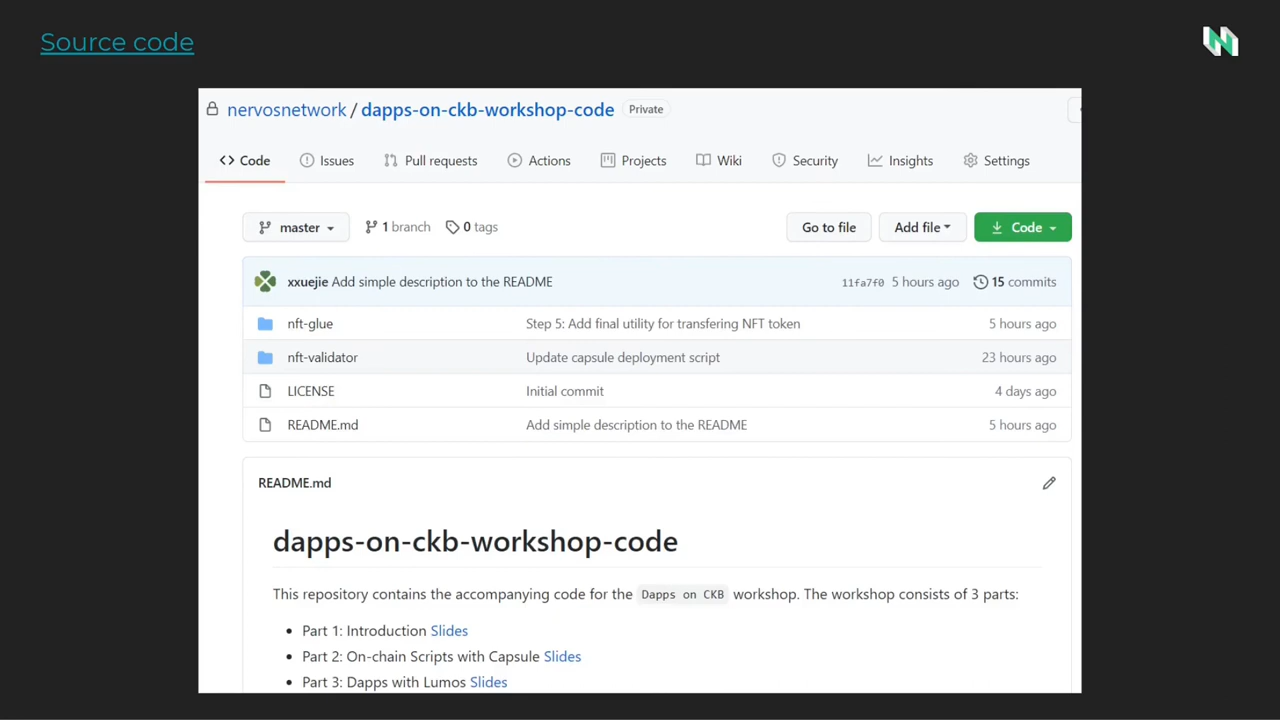 Source code
nervosnetwork / dapps-on-ckb-workshop-code Private
Code Issues Pull requests Actions Projects Wiki Security Insights Settings
master 1 branch 0 tags Go to file Add file Code
xxuejie Add simple description to the README 11fa7f0 5 hours ago 15 commits
nft-glue Step 5: Add final utility for transfering NFT token 5 hours ago
nft-validator Update capsule deployment script 23 hours ago
LICENSE Initial commit 4 days ago
README.md Add simple description to the README 5 hours ago
README.md
dapps-on-ckb-workshop-code
This repository contains the accompanying code for the Dapps on CKB workshop. The workshop consists of 3 parts:
• Part 1: Introduction Slides
• Part 2: On-chain Scripts with Capsule Slides
• Part 3: Dapps with Lumos Slides